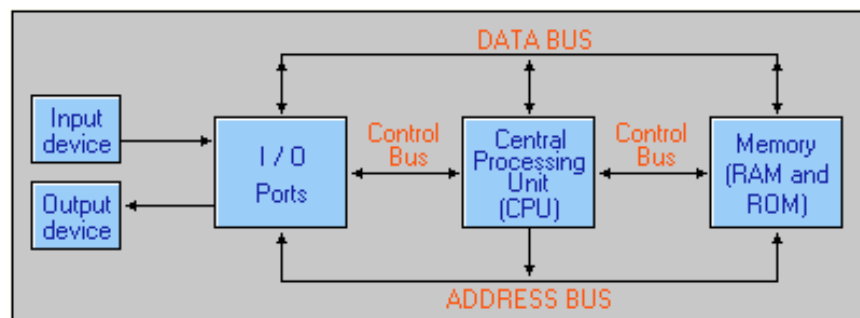 DATA BUS
Input
device
I / O
Ports
Control
Bus
Central
Processing
Unit
(CPU)
Control
Bus
Memory
(RAM and
ROM)
Output
device
ADDRESS BUS